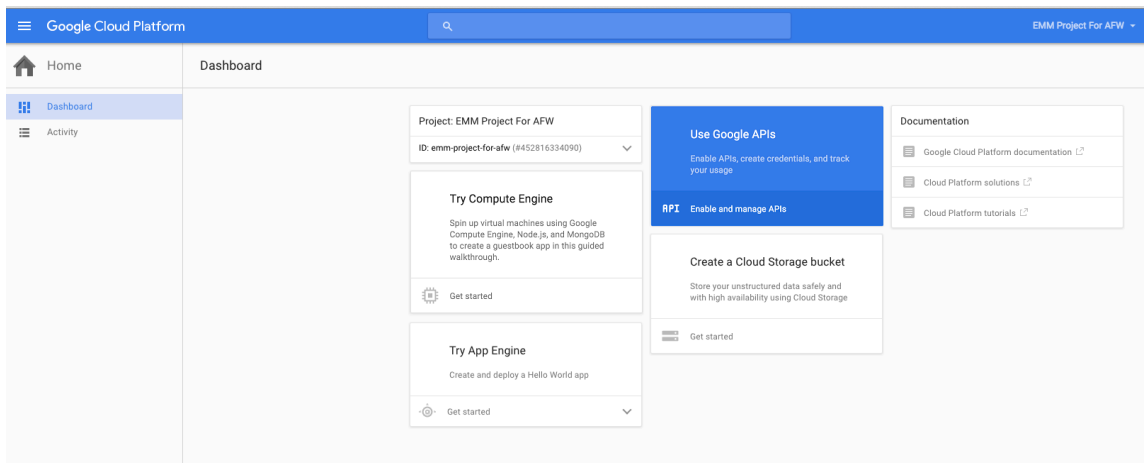 Google Cloud Platform
EMM Project For AFW
Home
Dashboard
Dashboard
Activity
Project: EMM Project For AFW
ID: emm-project-for-afw (#452816334090)
Try Compute Engine
Spin up virtual machines using Google
Compute Engine, Node.js, and MongoDB
to create a guestbook app in this guided
walkthrough.
Get started
Try App Engine
Create and deploy a Hello World app
Get started
Use Google APIs
Enable APIs, create credentials, and track
your usage
API Enable and manage APIs
Create a Cloud Storage bucket
Store your unstructured data safely and
with high availability using Cloud Storage
Get started
Documentation
Google Cloud Platform documentation
Cloud Platform solutions
Cloud Platform tutorials